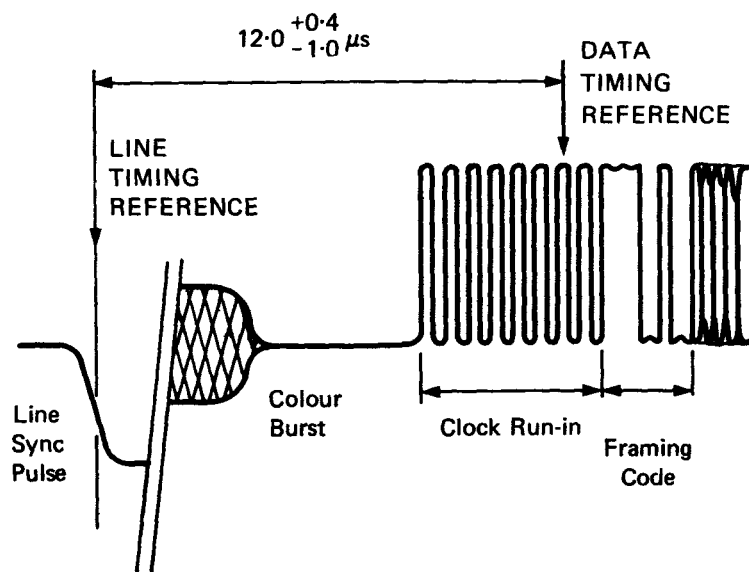 12·0 +0·4 −1·0 μs
DATA
TIMING
REFERENCE
LINE
TIMING
REFERENCE
Line
Sync
Pulse
Colour
Burst
Clock Run-in
Framing
Code